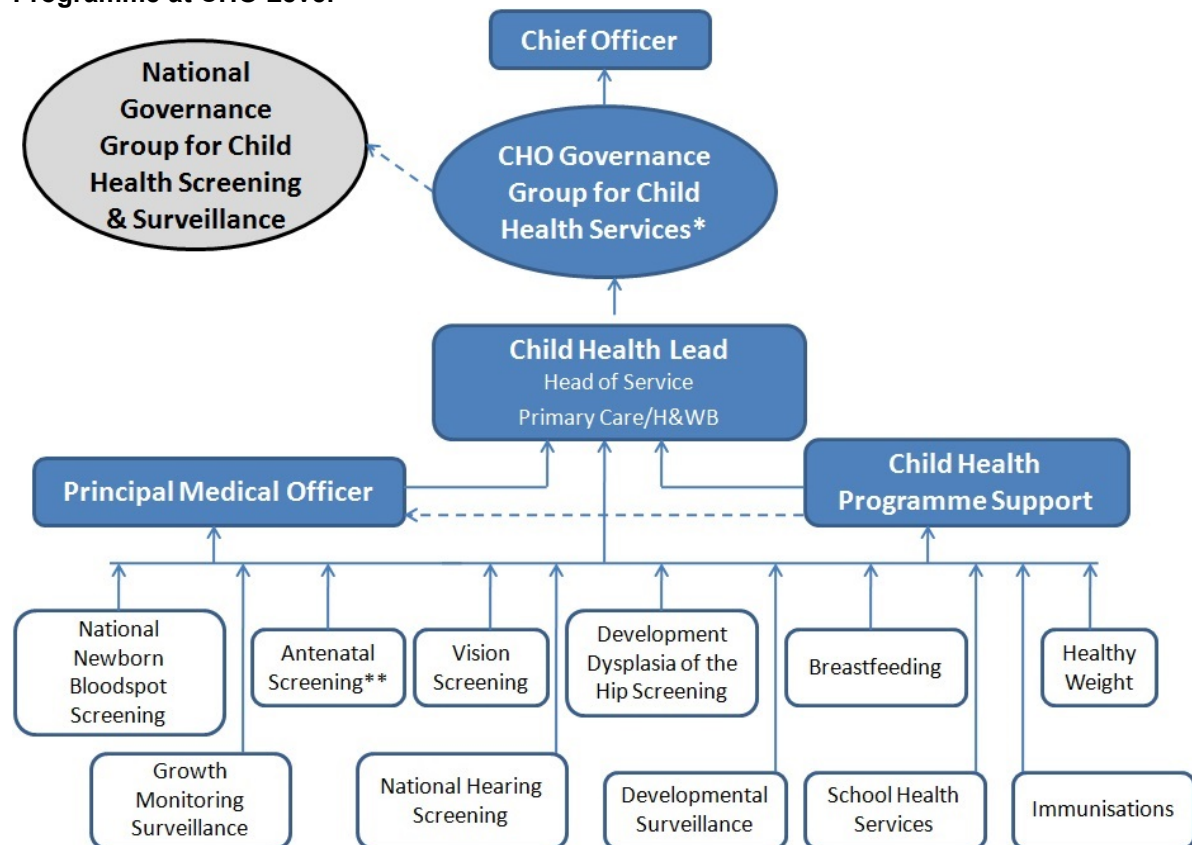 Programme at CHO Level
Chief Officer
National
Governance
Group for Child
Health Screening
& Surveillance
CHO Governance
Group for Child
Health Services*
Child Health Lead
Head of Service
Primary Care/H&WB
Principal Medical Officer
Child Health
Programme Support
National
Newborn
Bloodspot
Screening
Antenatal
Screening**
Vision
Screening
Development
Dysplasia of the
Hip Screening
Breastfeeding
Healthy
Weight
Growth
Monitoring
Surveillance
National Hearing
Screening
Developmental
Surveillance
School Health
Services
Immunisations